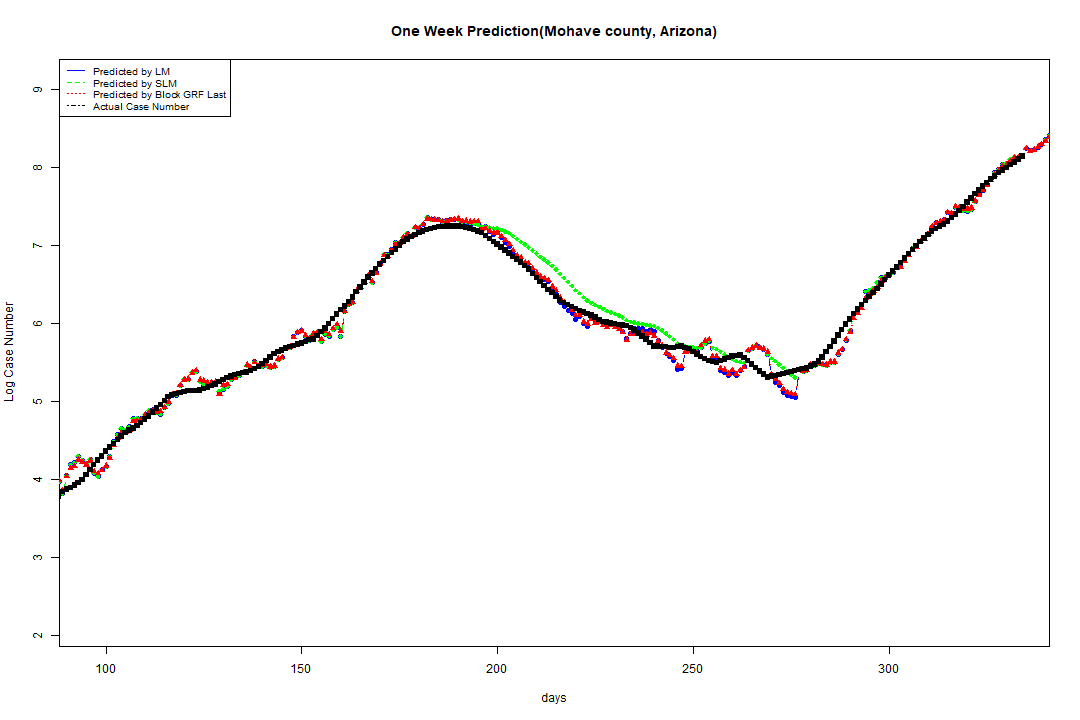 One Week Prediction(Mohave county, Arizona)
Predicted by LM
Predicted by SLM
Predicted by Block GRF Last
Actual Case Number
9
8
7
6
5
4
3
2
Log Case Number
100 150 200 250 300
days